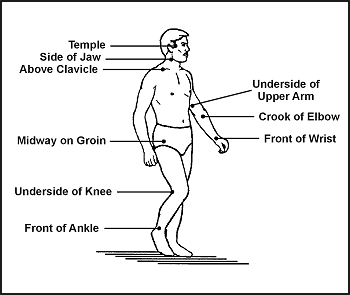 Temple
Side of Jaw
Above Clavicle
Underside of
Upper Arm
Crook of Elbow
Midway on Groin
Front of Wrist
Underside of Knee
Front of Ankle